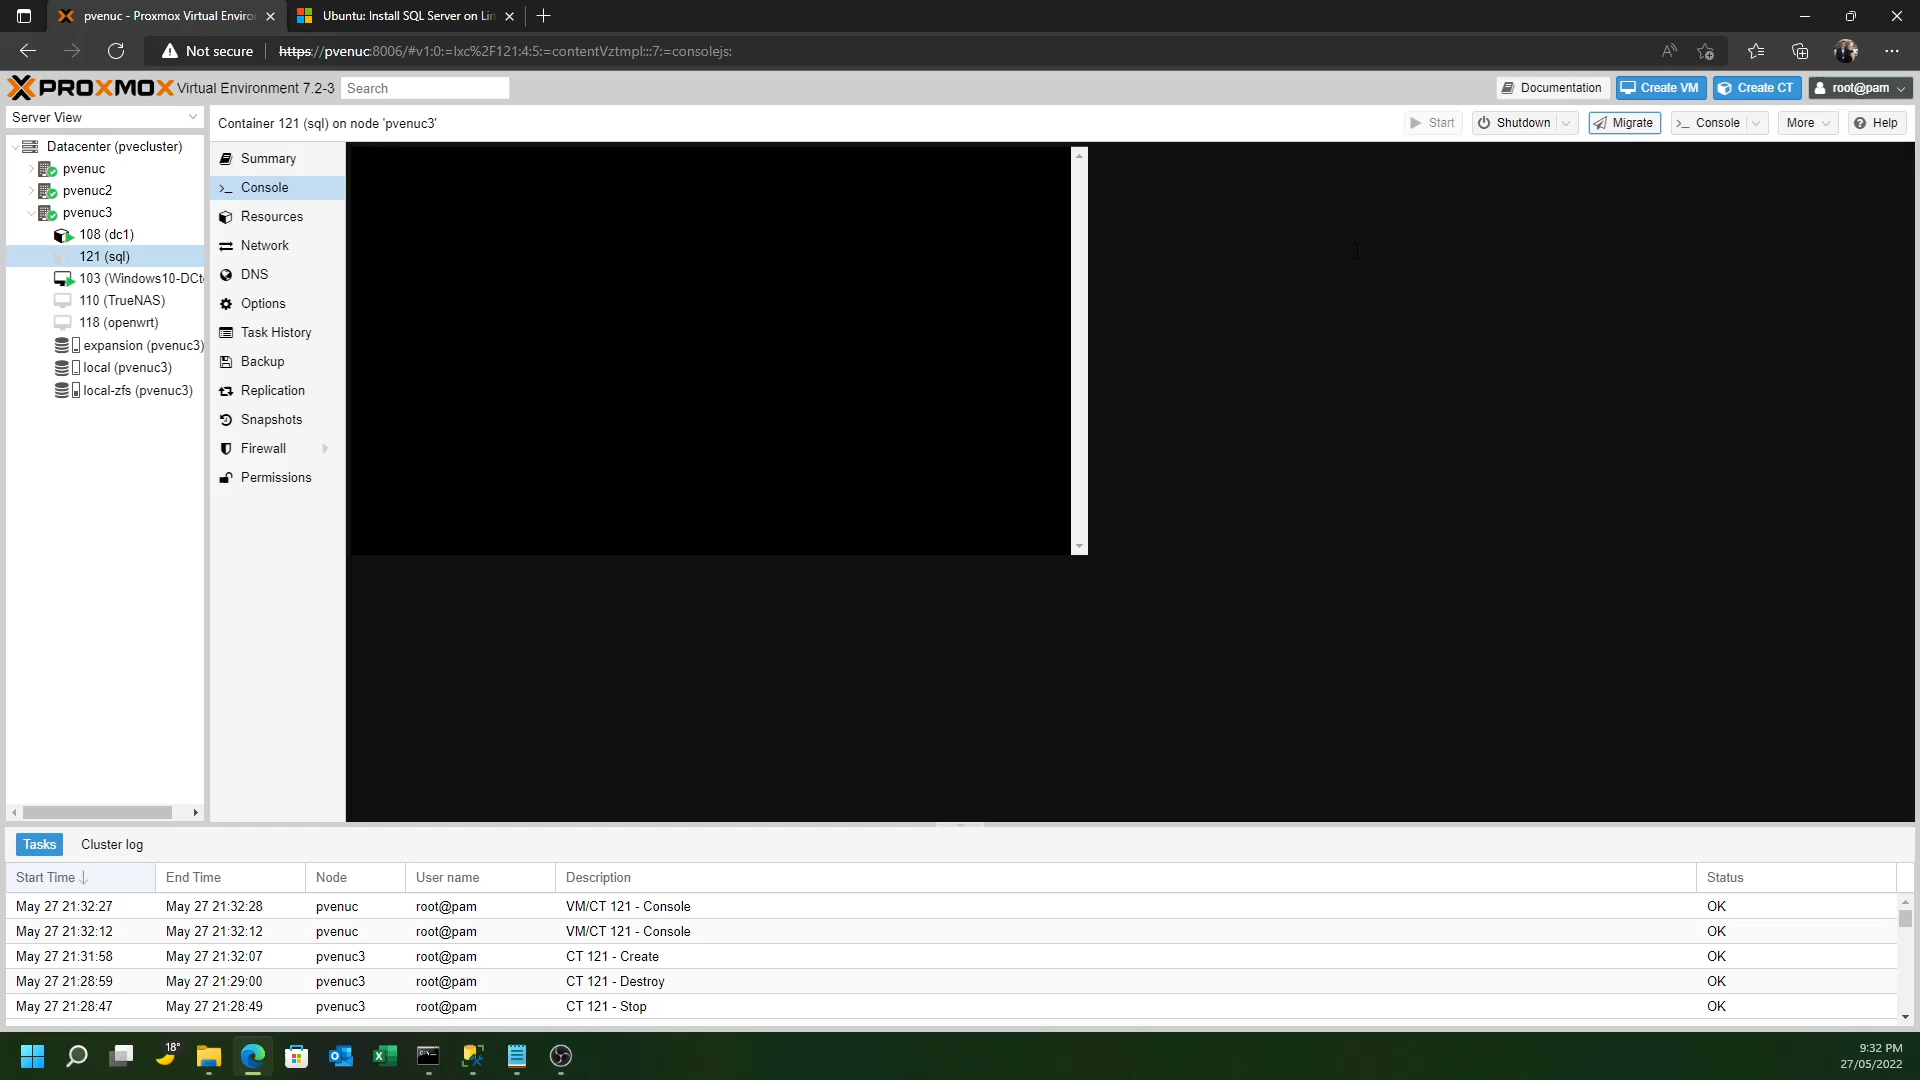 pvenuc - Proxmox Virtual Enviro
Ubuntu: Install SQL Server on Lin
Not secure
https://pvenuc:8006/#v1:0:=lxc%2F121:4:5:=contentVztmpl:::7:=consolejs:
PROXMOX Virtual Environment 7.2-3
Search
Documentation
Create VM
Create CT
root@pam
Server View
Container 121 (sql) on node 'pvenuc3'
Start
Shutdown
Migrate
>_ Console
More
Help
Datacenter (pvecluster)
pvenuc
pvenuc2
pvenuc3
108 (dc1)
121 (sql)
103 (Windows10-DCt
110 (TrueNAS)
118 (openwrt)
expansion (pvenuc3)
local (pvenuc3)
local-zfs (pvenuc3)
Summary
>_ Console
Resources
Network
DNS
Options
Task History
Backup
Replication
Snapshots
Firewall
Permissions
Tasks
Cluster log
Start Time End Time Node User name Description Status
May 27 21:32:27 May 27 21:32:28 pvenuc root@pam VM/CT 121 - Console OK
May 27 21:32:12 May 27 21:32:12 pvenuc root@pam VM/CT 121 - Console OK
May 27 21:31:58 May 27 21:32:07 pvenuc3 root@pam CT 121 - Create OK
May 27 21:28:59 May 27 21:29:00 pvenuc3 root@pam CT 121 - Destroy OK
May 27 21:28:47 May 27 21:28:49 pvenuc3 root@pam CT 121 - Stop OK
18°
9:32 PM
27/05/2022